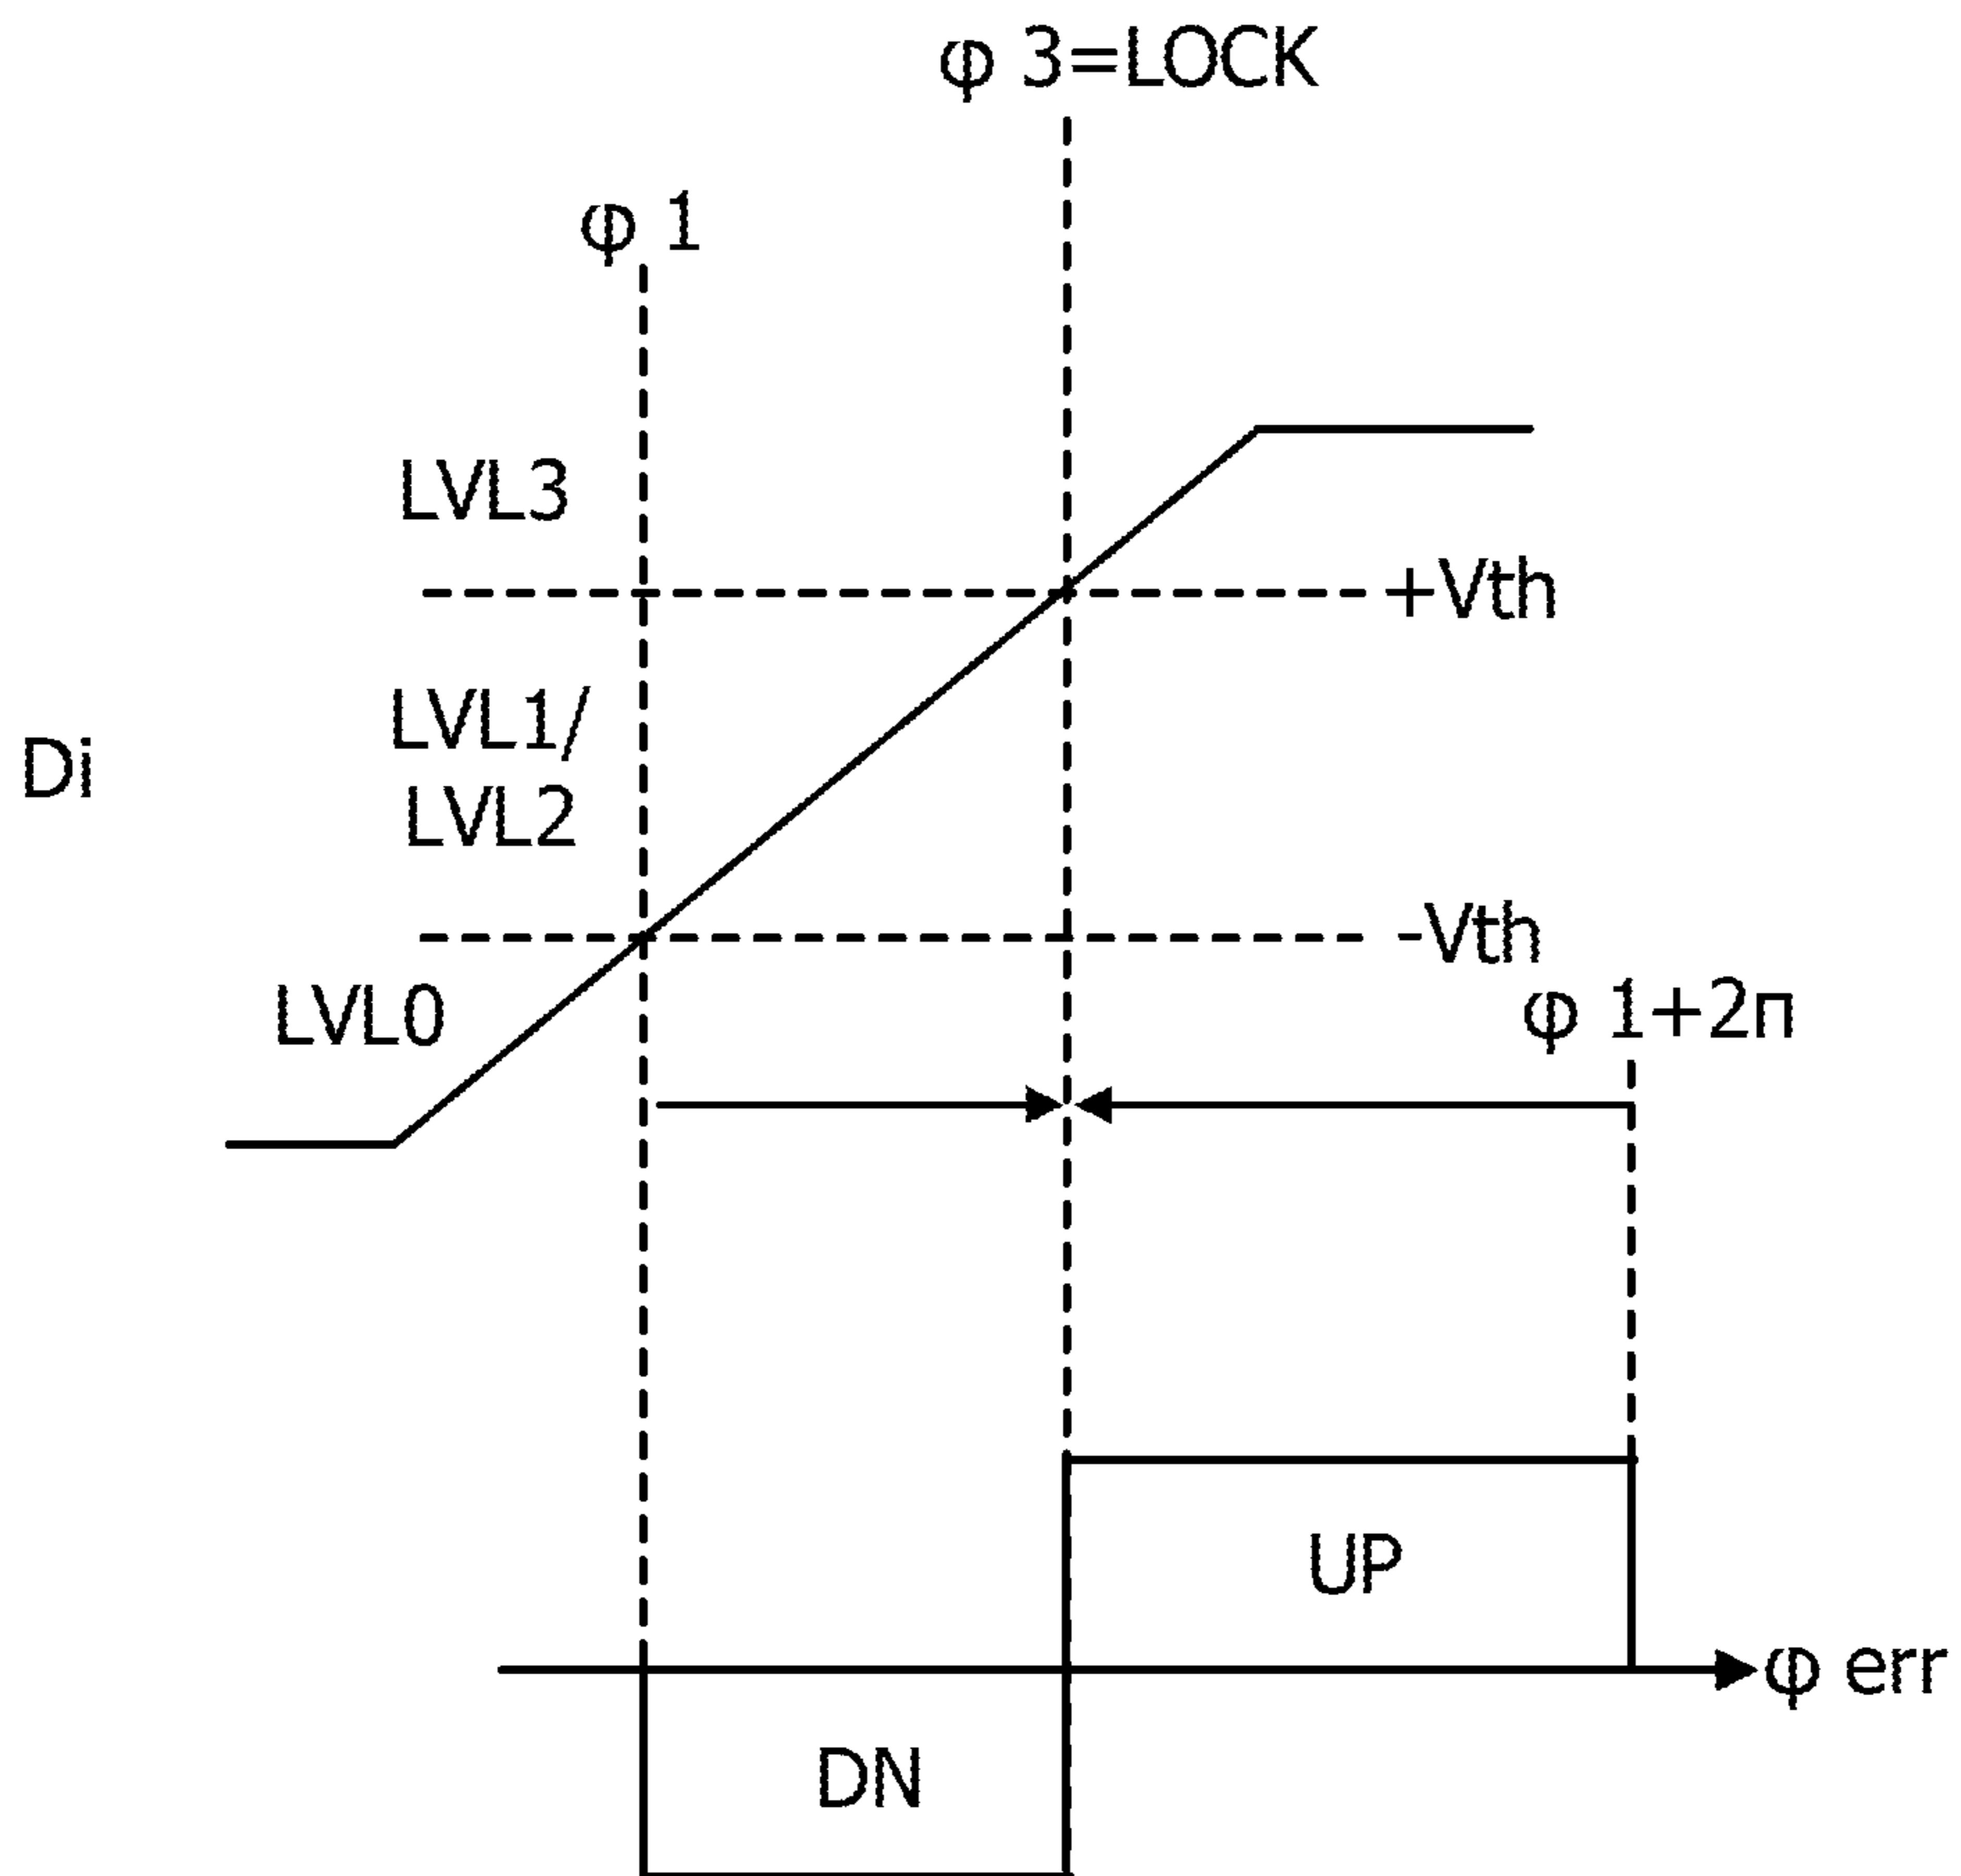 φ 3=LOCK
φ 1
LVL3
+Vth
LVL1/
LVL2
Di
-Vth
LVL0
φ 1+2π
UP
φ err
DN